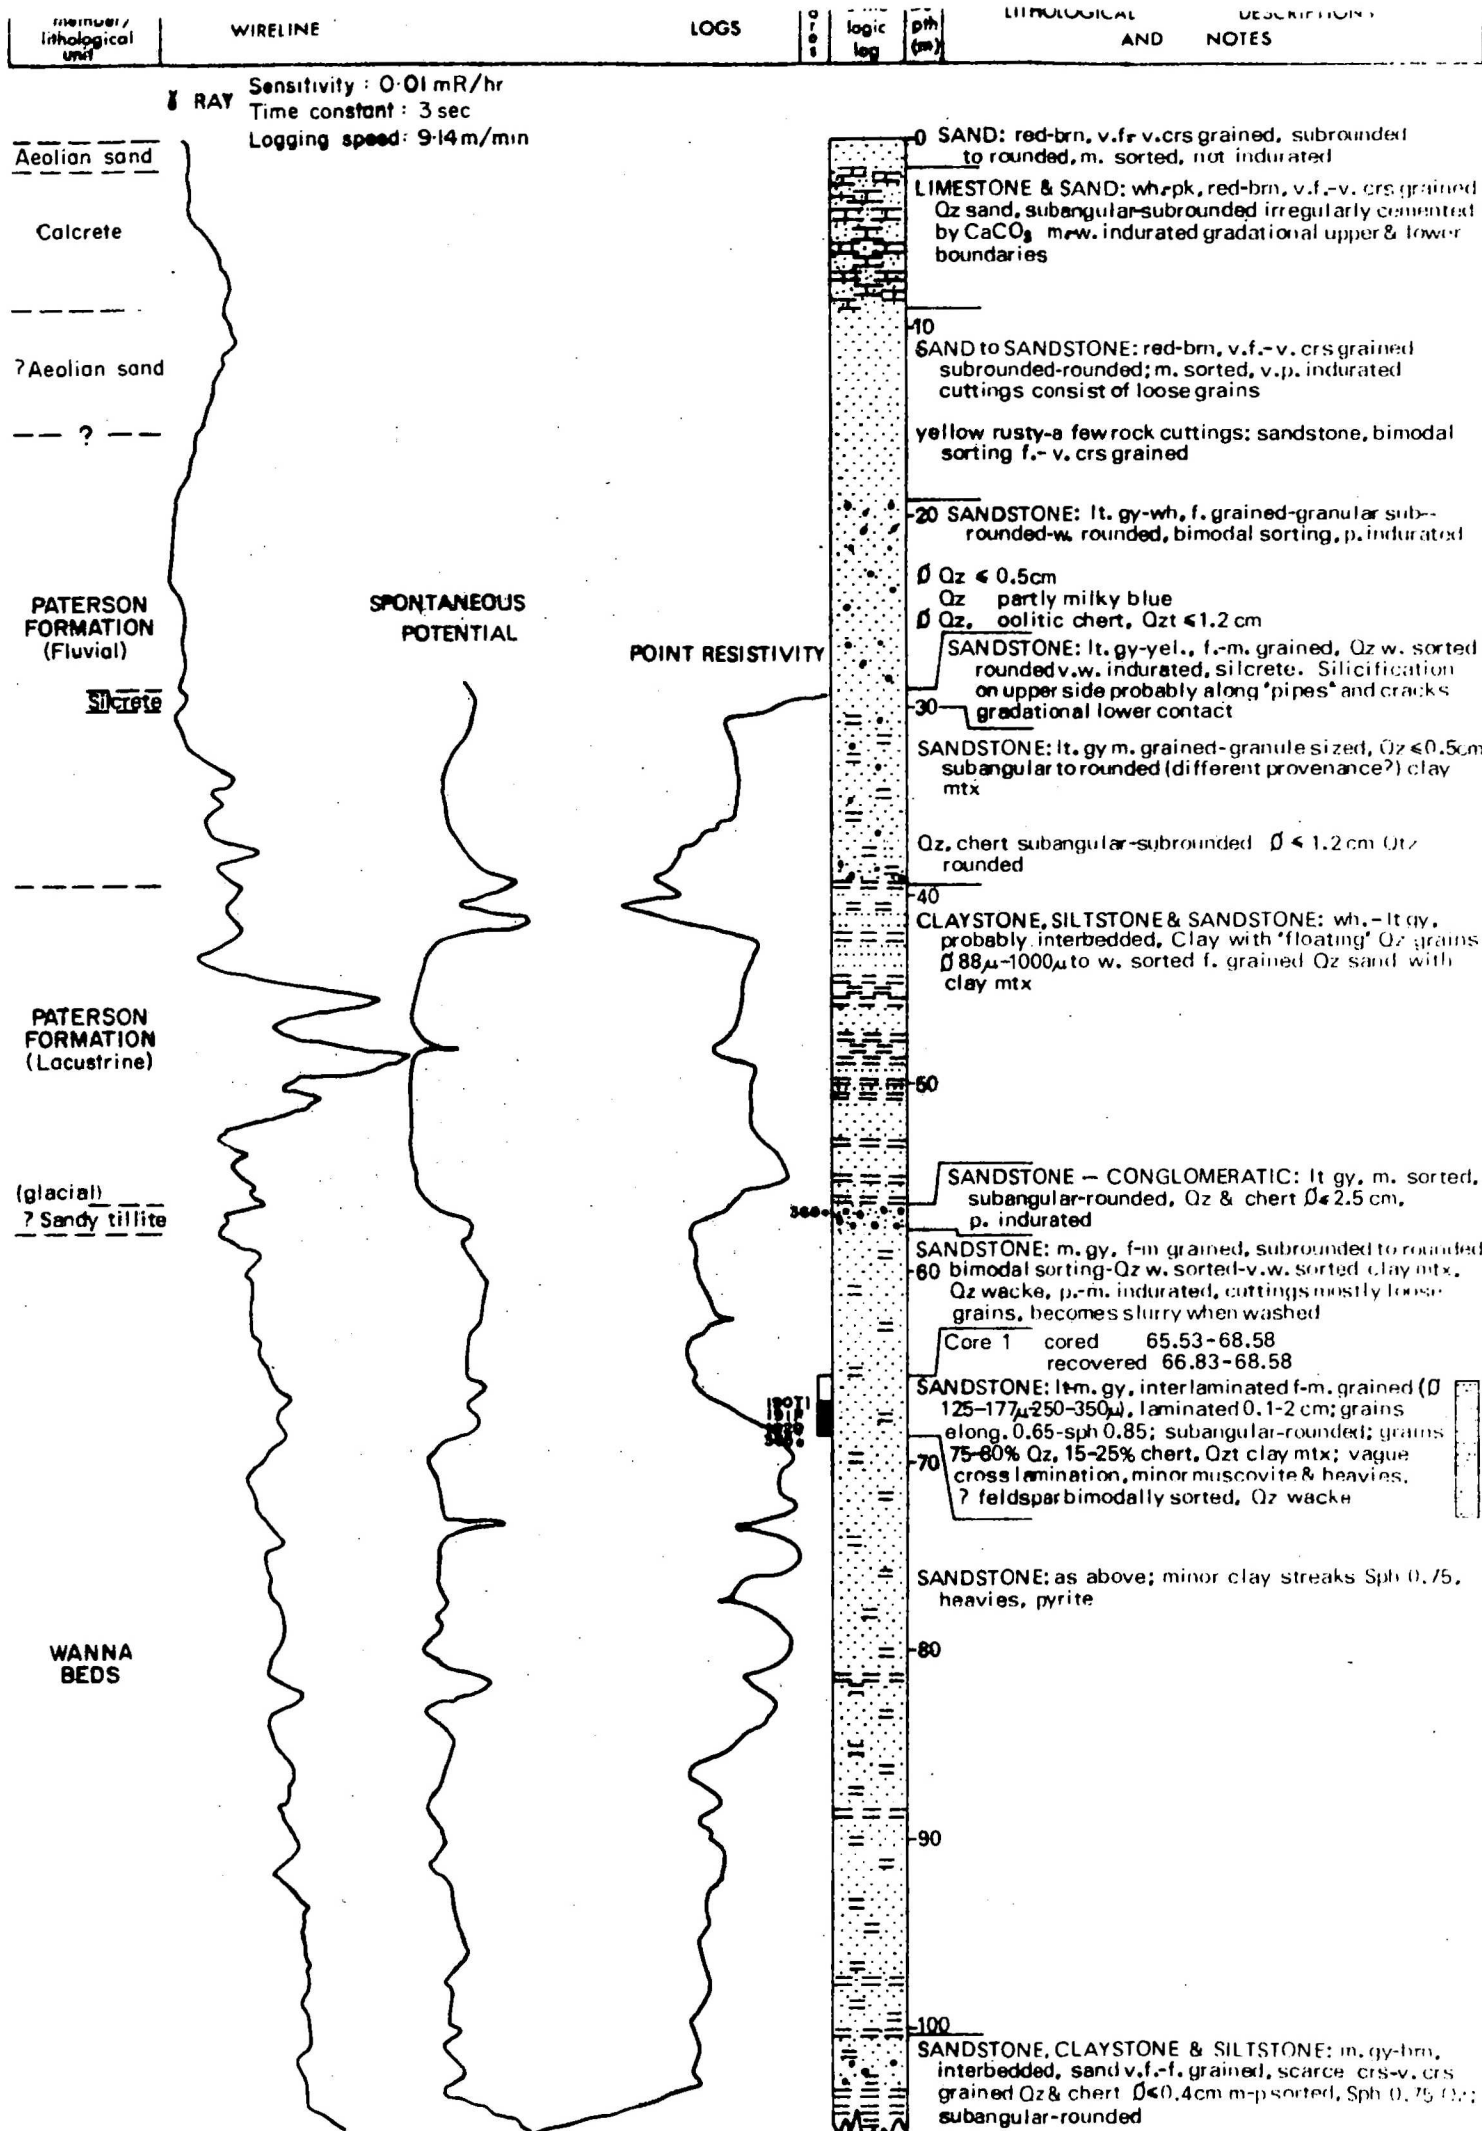 member/
lithological
unit
WIRELINE
LOGS
logic
log
pth
(m)
LITHOLOGICAL DESCRIPTIONS
AND NOTES
γ RAY
Sensitivity : 0·01 mR/hr
Time constant : 3 sec
Logging speed: 9·14 m/min
Aeolian sand
Calcrete
? Aeolian sand
?
PATERSON
FORMATION
(Fluvial)
Silcrete
PATERSON
FORMATION
(Lacustrine)
(glacial)
? Sandy tillite
WANNA
BEDS
SPONTANEOUS
POTENTIAL
POINT RESISTIVITY
0
10
20
30
40
50
60
70
80
90
100
SAND: red-brn, v.f- v.crs grained, subrounded
to rounded, m. sorted, not indurated
LIMESTONE & SAND: wh-pk, red-brn, v.f.-v. crs grained
Qz sand, subangular-subrounded irregularly cemented
by CaCO₃ m-w. indurated gradational upper & lower
boundaries
SAND to SANDSTONE: red-brn, v.f.-v. crs grained
subrounded-rounded; m. sorted, v.p. indurated
cuttings consist of loose grains
yellow rusty-a few rock cuttings: sandstone, bimodal
sorting f.- v. crs grained
SANDSTONE: lt. gy-wh, f. grained-granular sub-
rounded-w. rounded, bimodal sorting, p. indurated
Ø Qz ≤ 0.5cm
Qz partly milky blue
Ø Qz, oolitic chert, Qzt ≤ 1.2 cm
SANDSTONE: lt. gy-yel., f.-m. grained, Qz w. sorted
rounded v.w. indurated, silcrete. Silicification
on upper side probably along 'pipes' and cracks
gradational lower contact
SANDSTONE: lt. gy m. grained-granule sized, Qz ≤ 0.5cm
subangular to rounded (different provenance?) clay
mtx
Qz, chert subangular-subrounded Ø ≤ 1.2 cm Qtz
rounded
CLAYSTONE, SILTSTONE & SANDSTONE: wh. - lt gy,
probably interbedded, Clay with 'floating' Qz grains
Ø 88µ-1000µ to w. sorted f. grained Qz sand with
clay mtx
SANDSTONE - CONGLOMERATIC: lt gy, m. sorted,
subangular-rounded, Qz & chert Ø ≤ 2.5 cm,
p. indurated
SANDSTONE: m. gy, f-m grained, subrounded to rounded
bimodal sorting-Qz w. sorted-v.w. sorted clay mtx,
Qz wacke, p.-m. indurated, cuttings mostly loose
grains, becomes slurry when washed
Core 1 cored 65.53-68.58
recovered 66.83-68.58
SANDSTONE: lt-m. gy, interlaminated f-m. grained (Ø
125-177µ-250-350µ), laminated 0.1-2 cm; grains
elong. 0.65-sph 0.85; subangular-rounded; grains
75-80% Qz, 15-25% chert, Qzt clay mtx; vague
cross lamination, minor muscovite & heavies,
? feldspar bimodally sorted, Qz wacke
SANDSTONE: as above; minor clay streaks Sph 0.75,
heavies, pyrite
SANDSTONE, CLAYSTONE & SILTSTONE: m. gy-brn,
interbedded, sand v.f.-f. grained, scarce crs-v. crs
grained Qz & chert Ø ≤ 0.4cm m-p sorted, Sph 0.75
subangular-rounded